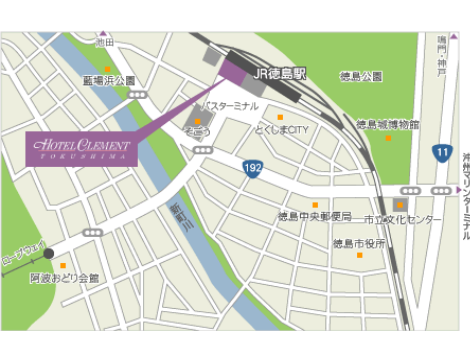 池田
鳴門・神戸
藍場浜公園
JR徳島駅
徳島公園
バスターミナル
そごう
とくしまCITY
徳島城博物館
HOTEL CLEMENT
TOKUSHIMA
11
192
沖洲マリンターミナル
新町川
徳島中央郵便局
市立文化センター
徳島市役所
ロープウェイ
阿波おどり会館